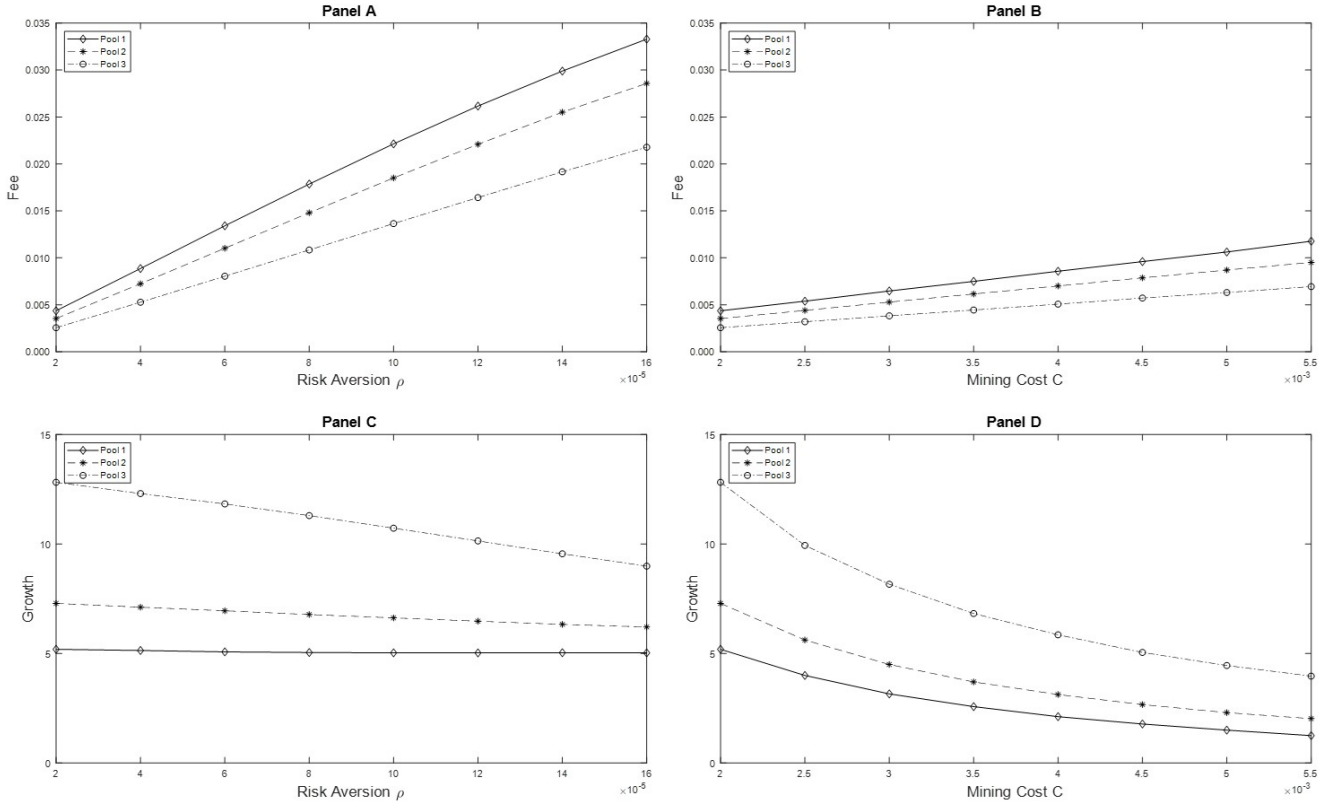 Panel A
0.035
0.030
0.025
0.020
0.015
0.010
0.005
0.000
Fee
Pool 1
Pool 2
Pool 3
2 4 6 8 10 12 14 16
Risk Aversion ρ
×10⁻⁵
Panel B
0.035
0.030
0.025
0.020
0.015
0.010
0.005
0.000
Fee
Pool 1
Pool 2
Pool 3
2 2.5 3 3.5 4 4.5 5 5.5
Mining Cost C
×10⁻³
Panel C
15
10
5
0
Growth
Pool 1
Pool 2
Pool 3
2 4 6 8 10 12 14 16
Risk Aversion ρ
×10⁻⁵
Panel D
15
10
5
0
Growth
Pool 1
Pool 2
Pool 3
2 2.5 3 3.5 4 4.5 5 5.5
Mining Cost C
×10⁻³